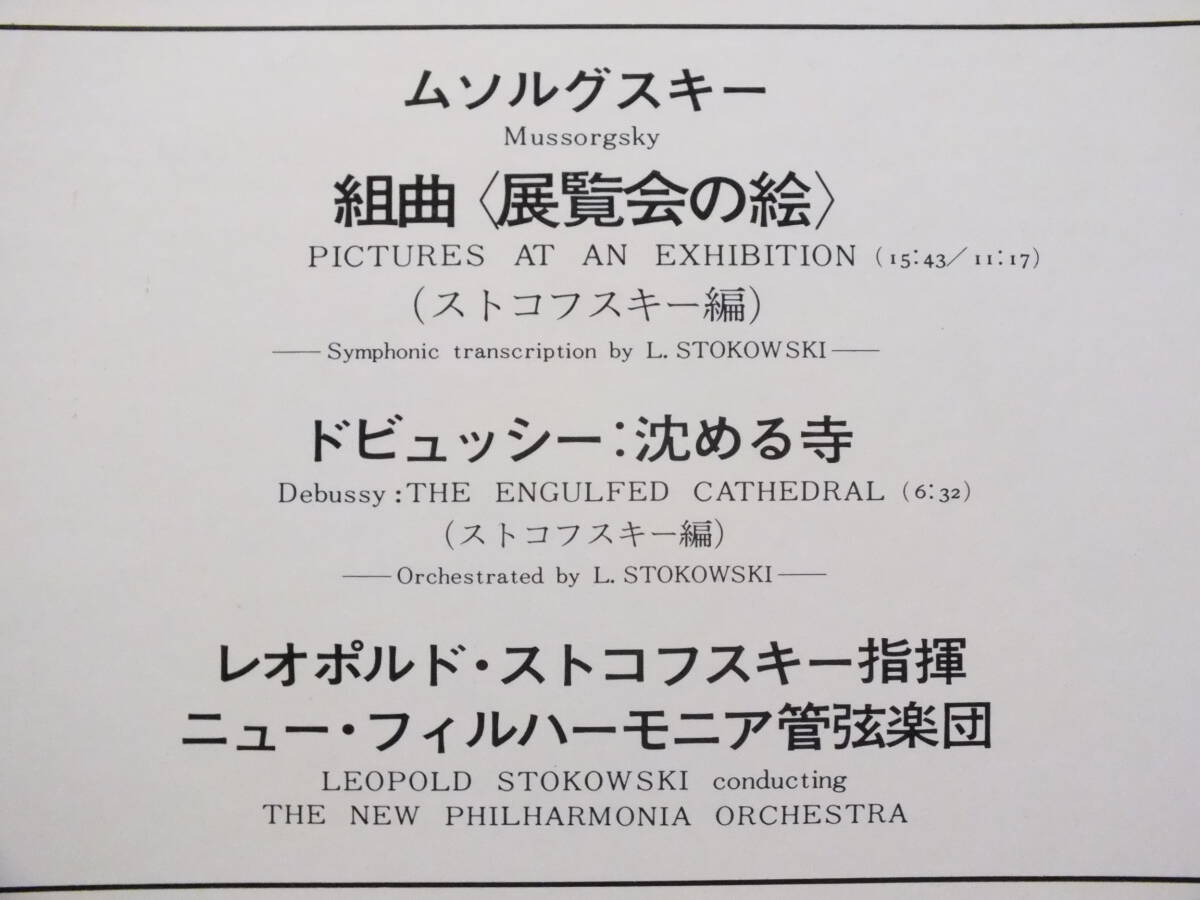 ムソルグスキー
Mussorgsky
組曲〈展覧会の絵〉
PICTURES AT AN EXHIBITION (15:43/11:17)
(ストコフスキー編)
——Symphonic transcription by L. STOKOWSKI——
ドビュッシー:沈める寺
Debussy:THE ENGULFED CATHEDRAL (6:32)
(ストコフスキー編)
——Orchestrated by L. STOKOWSKI——
レオポルド・ストコフスキー指揮
ニュー・フィルハーモニア管弦楽団
LEOPOLD STOKOWSKI conducting
THE NEW PHILHARMONIA ORCHESTRA